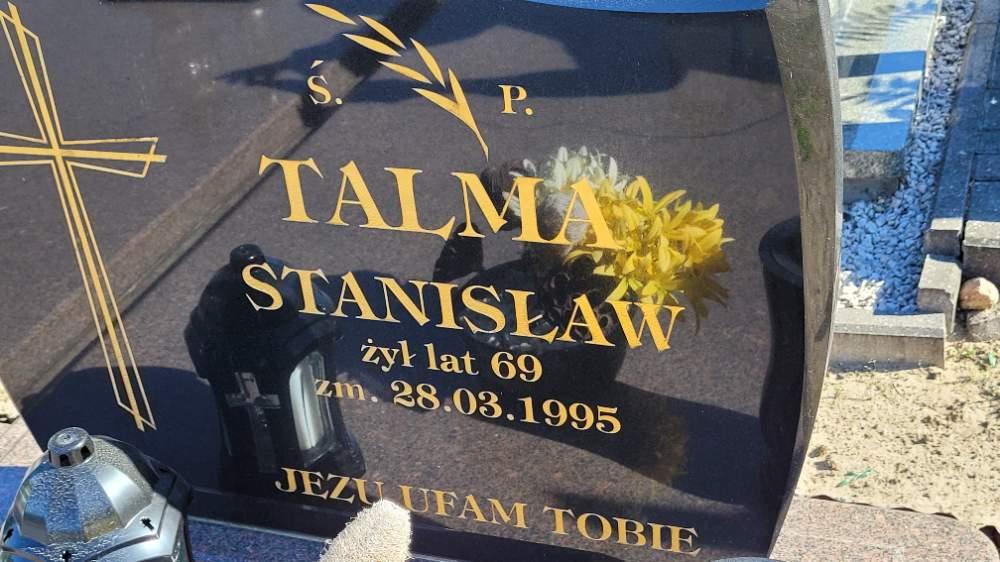 Ś. P.
TALMA
STANISŁAW
żył lat 69
zm. 28.03.1995
JEZU UFAM TOBIE